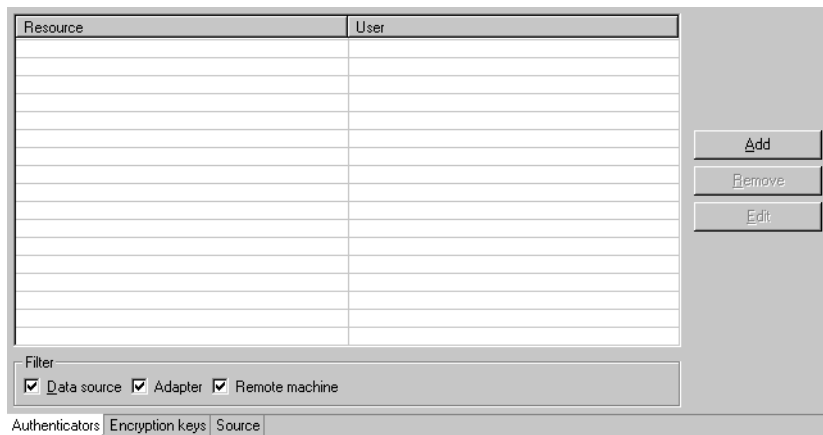 Resource User
Add
Remove
Edit
Filter
Data source Adapter Remote machine
Authenticators Encryption keys Source